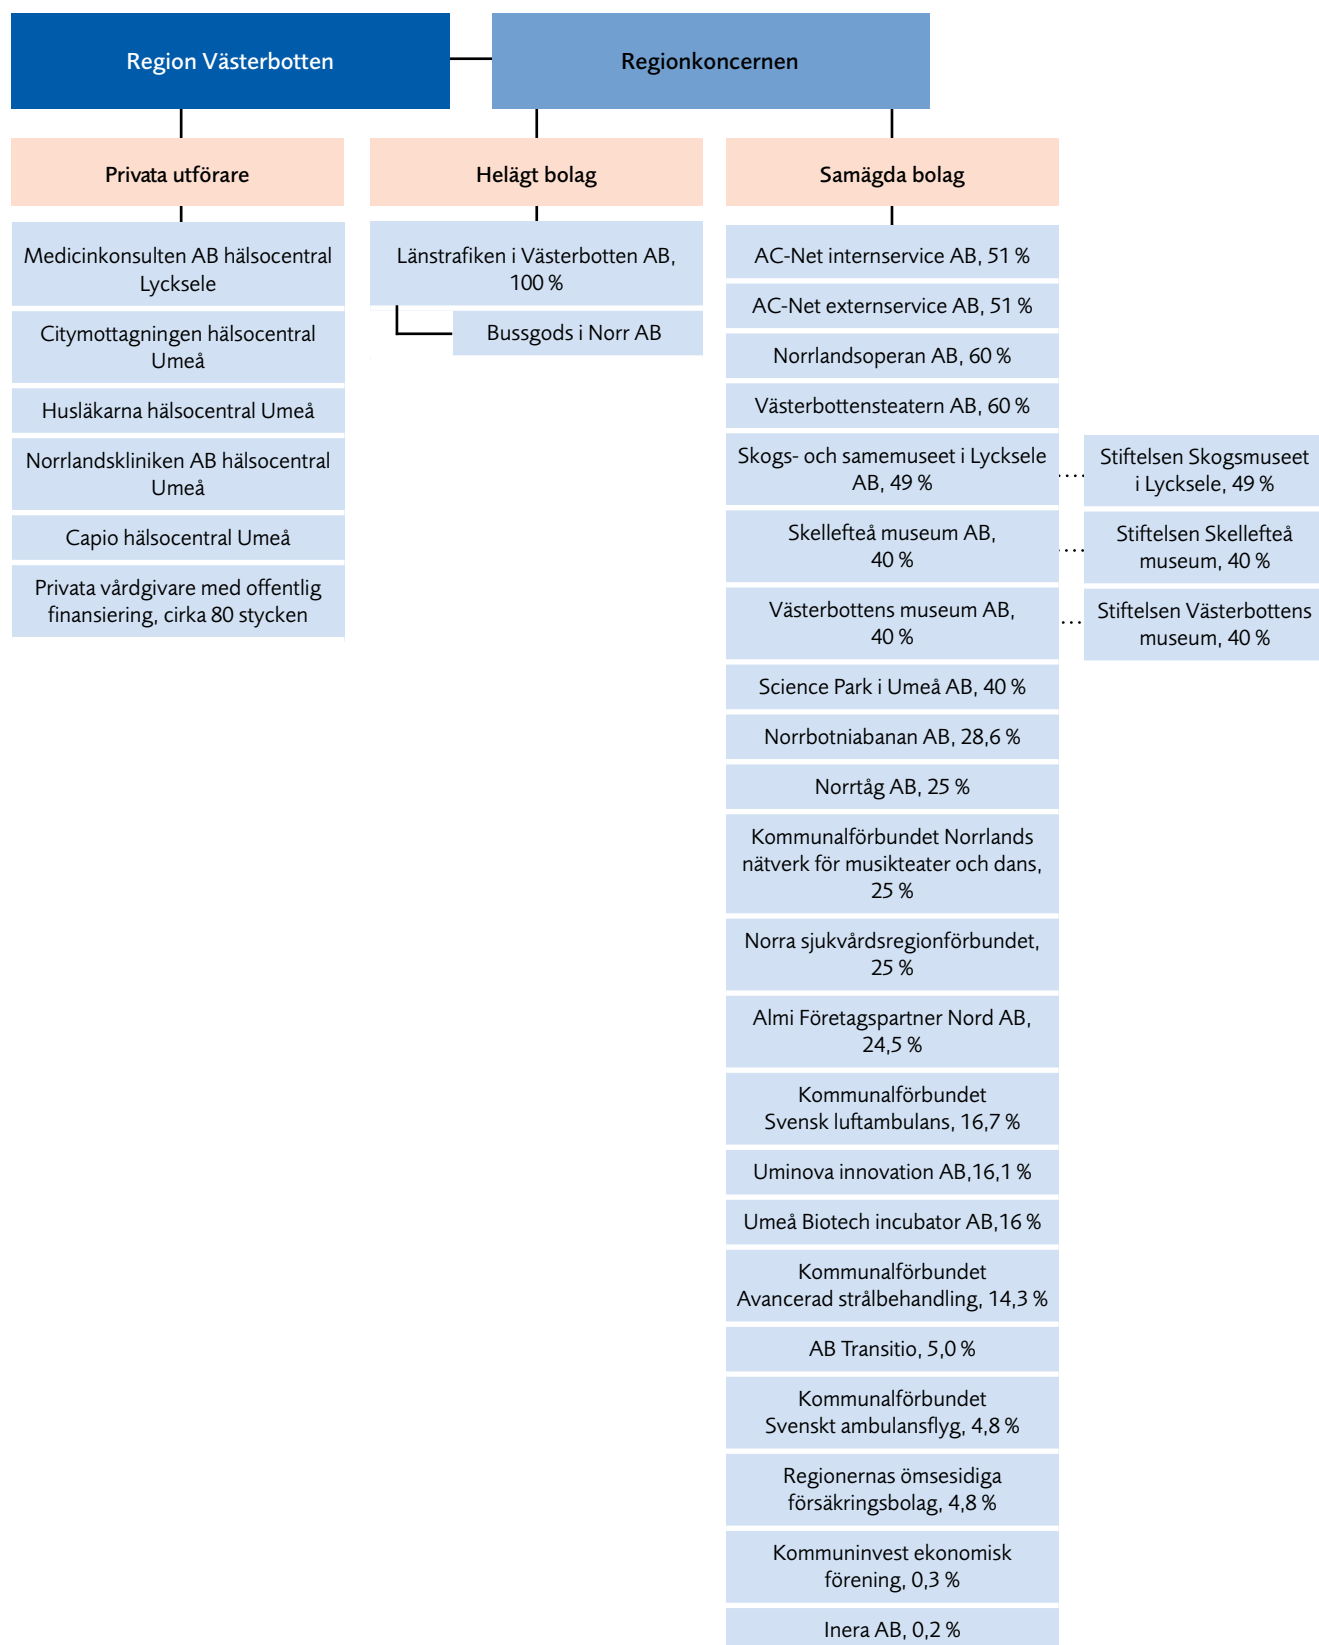 Region Västerbotten
Regionkoncernen
Privata utförare
Medicinkonsulten AB hälsocentral
Lycksele
Citymottagningen hälsocentral
Umeå
Husläkarna hälsocentral Umeå
Norrlandskliniken AB hälsocentral
Umeå
Capio hälsocentral Umeå
Privata vårdgivare med offentlig
finansiering, cirka 80 stycken
Helägt bolag
Länstrafiken i Västerbotten AB,
100 %
Bussgods i Norr AB
Samägda bolag
AC-Net internservice AB, 51 %
AC-Net externservice AB, 51 %
Norrlandsoperan AB, 60 %
Västerbottensteatern AB, 60 %
Skogs- och samemuseet i Lycksele
AB, 49 %
Stiftelsen Skogsmuseet
i Lycksele, 49 %
Skellefteå museum AB,
40 %
Stiftelsen Skellefteå
museum, 40 %
Västerbottens museum AB,
40 %
Stiftelsen Västerbottens
museum, 40 %
Science Park i Umeå AB, 40 %
Norrbotniabanan AB, 28,6 %
Norrtåg AB, 25 %
Kommunalförbundet Norrlands
nätverk för musikteater och dans,
25 %
Norra sjukvårdsregionförbundet,
25 %
Almi Företagspartner Nord AB,
24,5 %
Kommunalförbundet
Svensk luftambulans, 16,7 %
Uminova innovation AB,16,1 %
Umeå Biotech incubator AB,16 %
Kommunalförbundet
Avancerad strålbehandling, 14,3 %
AB Transitio, 5,0 %
Kommunalförbundet
Svenskt ambulansflyg, 4,8 %
Regionernas ömsesidiga
försäkringsbolag, 4,8 %
Kommuninvest ekonomisk
förening, 0,3 %
Inera AB, 0,2 %